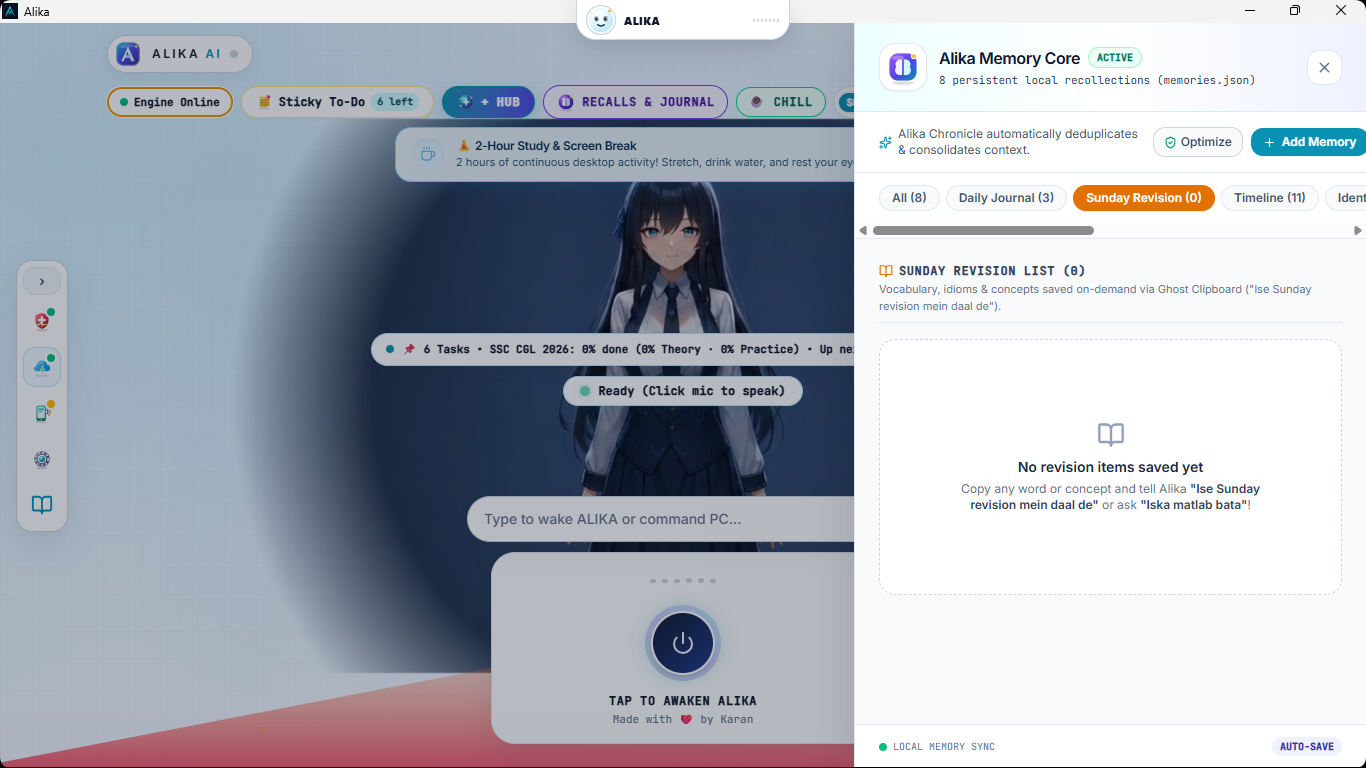 Alika
ALIKA
ALIKA AI
Engine Online
Sticky To-Do 6 left
+ HUB
RECALLS & JOURNAL
CHILL
2-Hour Study & Screen Break
2 hours of continuous desktop activity! Stretch, drink water, and rest your
6 Tasks • SSC CGL 2026: 0% done (0% Theory · 0% Practice) • Up
Ready (Click mic to speak)
Type to wake ALIKA or command PC...
TAP TO AWAKEN ALIKA
Made with ❤️ by Karan
Alika Memory Core ACTIVE
8 persistent local recollections (memories.json)
Alika Chronicle automatically deduplicates
& consolidates context.
Optimize
+ Add Memory
All (8)
Daily Journal (3)
Sunday Revision (0)
Timeline (11)
Ident
SUNDAY REVISION LIST (0)
Vocabulary, idioms & concepts saved on-demand via Ghost Clipboard ("Ise Sunday
revision mein daal de").
No revision items saved yet
Copy any word or concept and tell Alika "Ise Sunday
revision mein daal de" or ask "Iska matlab bata"!
LOCAL MEMORY SYNC
AUTO-SAVE